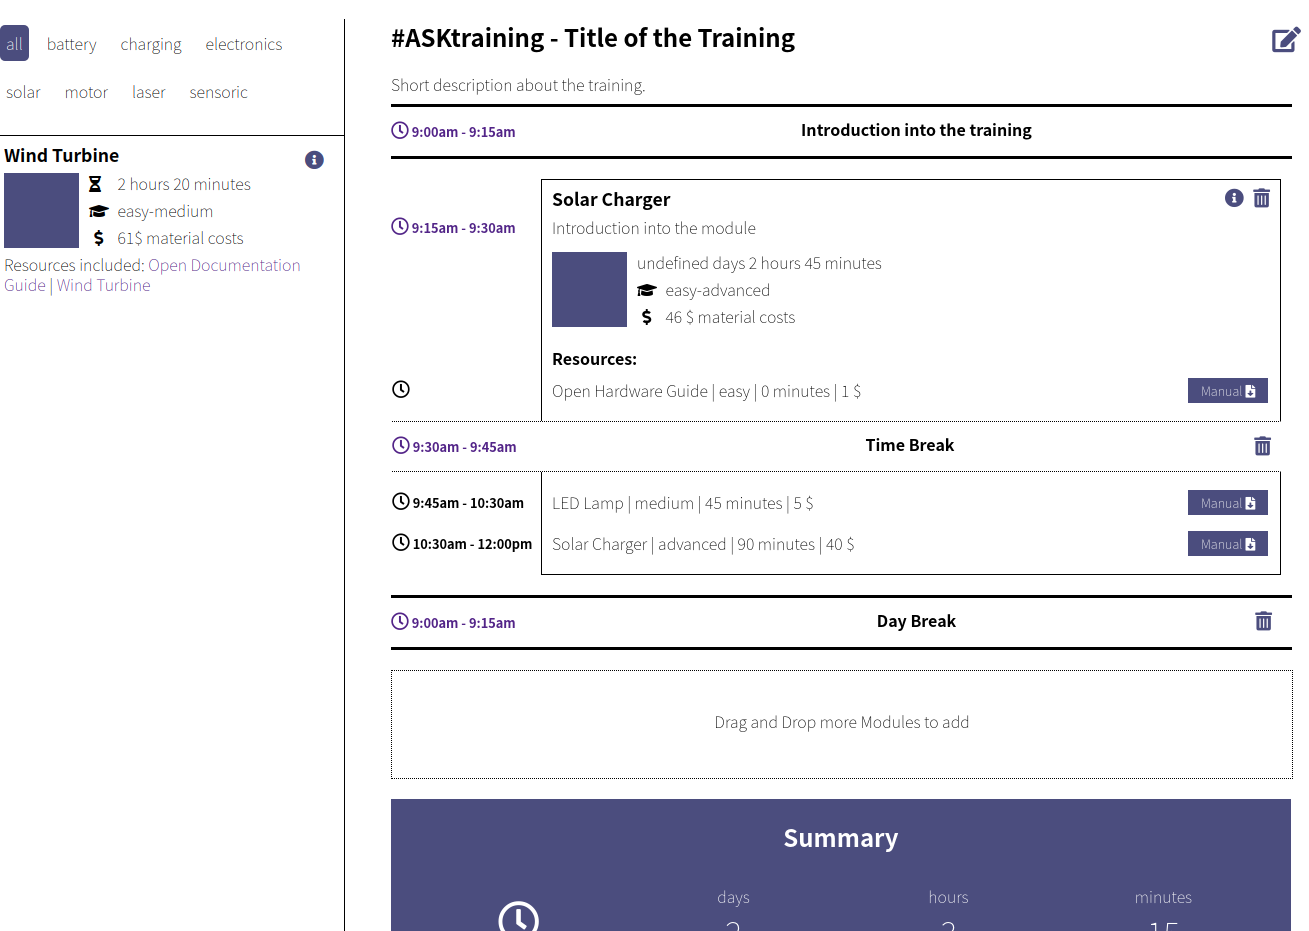 all battery charging electronics
solar motor laser sensoric
Wind Turbine
2 hours 20 minutes
easy-medium
61$ material costs
Resources included: Open Documentation
Guide | Wind Turbine
#ASKtraining - Title of the Training
Short description about the training.
9:00am - 9:15am Introduction into the training
Solar Charger
9:15am - 9:30am Introduction into the module
undefined days 2 hours 45 minutes
easy-advanced
46 $ material costs
Resources:
Open Hardware Guide | easy | 0 minutes | 1 $ Manual
9:30am - 9:45am Time Break
9:45am - 10:30am LED Lamp | medium | 45 minutes | 5 $ Manual
10:30am - 12:00pm Solar Charger | advanced | 90 minutes | 40 $ Manual
9:00am - 9:15am Day Break
Drag and Drop more Modules to add
Summary
days hours minutes
15